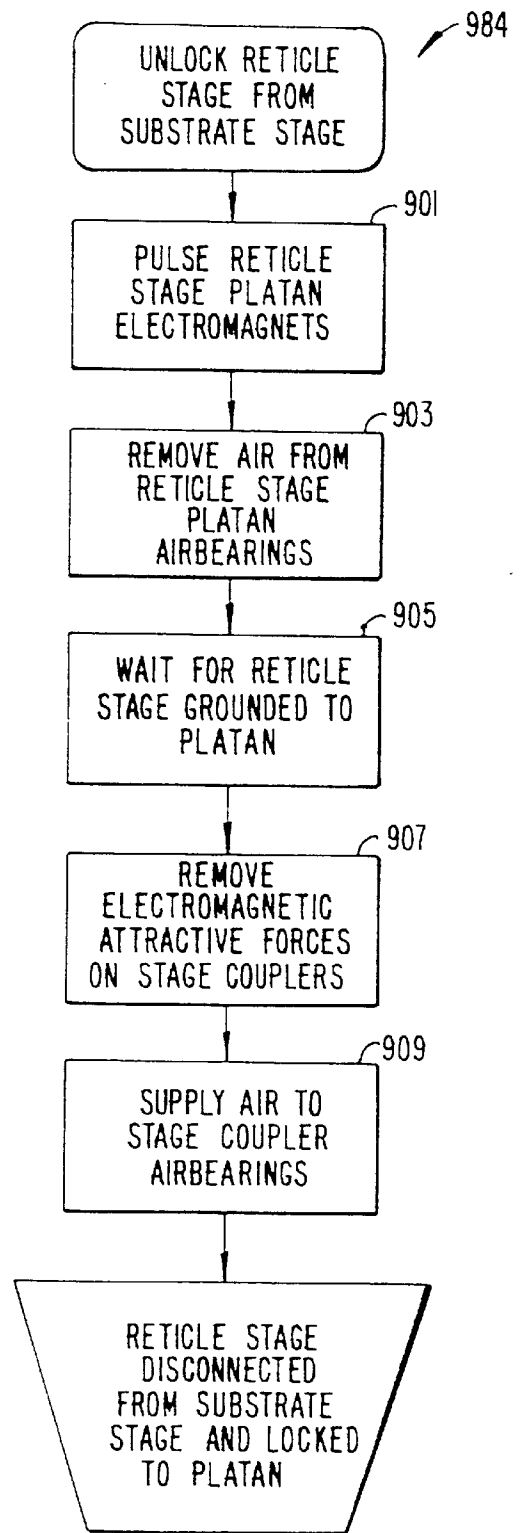 984
UNLOCK RETICLE
STAGE FROM
SUBSTRATE STAGE
901
PULSE RETICLE
STAGE PLATAN
ELECTROMAGNETS
903
REMOVE AIR FROM
RETICLE STAGE
PLATAN
AIRBEARINGS
905
WAIT FOR RETICLE
STAGE GROUNDED TO
PLATAN
907
REMOVE
ELECTROMAGNETIC
ATTRACTIVE FORCES
ON STAGE COUPLERS
909
SUPPLY AIR TO
STAGE COUPLER
AIRBEARINGS
RETICLE STAGE
DISCONNECTED
FROM SUBSTRATE
STAGE AND LOCKED
TO PLATAN